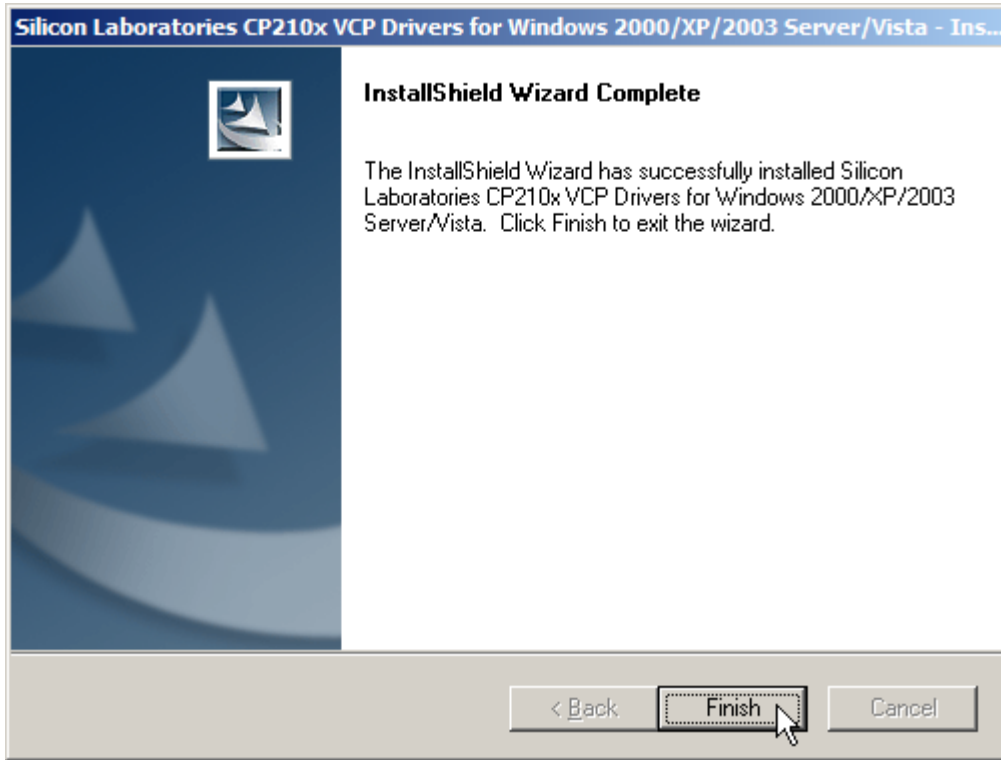 Silicon Laboratories CP210x VCP Drivers for Windows 2000/XP/2003 Server/Vista - Ins...
InstallShield Wizard Complete
The InstallShield Wizard has successfully installed Silicon
Laboratories CP210x VCP Drivers for Windows 2000/XP/2003
Server/Vista. Click Finish to exit the wizard.
< Back
Finish
Cancel